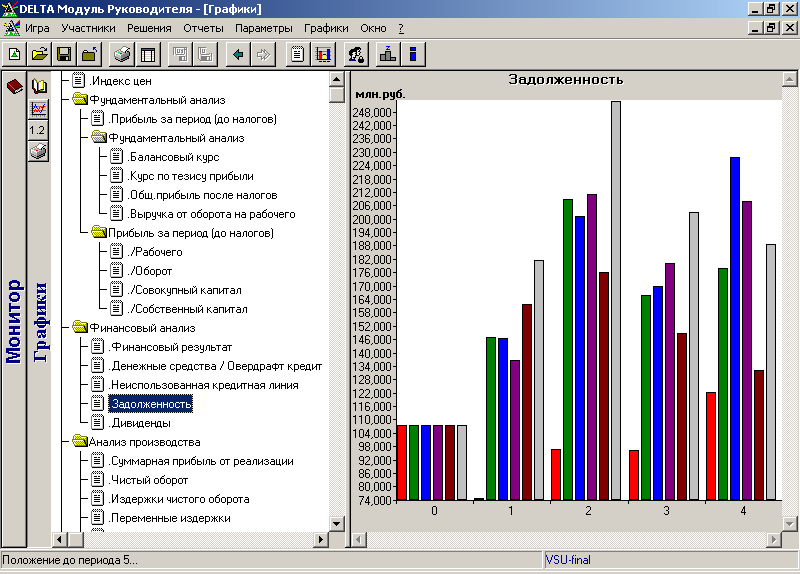 DELTA Модуль Руководителя - [Графики]
Игра Участники Решения Отчеты Параметры Графики Окно ?
Монитор
Графики
1.2
.Индекс цен
Фундаментальный анализ
.Прибыль за период (до налогов)
Фундаментальный анализ
.Балансовый курс
.Курс по тезису прибыли
.Общ.прибыль после налогов
.Выручка от оборота на рабочего
Прибыль за период (до налогов)
./Рабочего
./Оборот
./Совокупный капитал
./Собственный капитал
Финансовый анализ
.Финансовый результат
.Денежные средства / Овердрафт кредит
.Неиспользованная кредитная линия
.Задолженность
.Дивиденды
Анализ производства
.Суммарная прибыль от реализации
.Чистый оборот
.Издержки чистого оборота
.Переменные издержки
Задолженность
млн.руб.
248,000
242,000
236,000
230,000
224,000
218,000
212,000
206,000
200,000
194,000
188,000
182,000
176,000
170,000
164,000
158,000
152,000
146,000
140,000
134,000
128,000
122,000
116,000
110,000
104,000
98,000
92,000
86,000
80,000
74,000
0 1 2 3 4
Положение до периода 5...
VSU-final